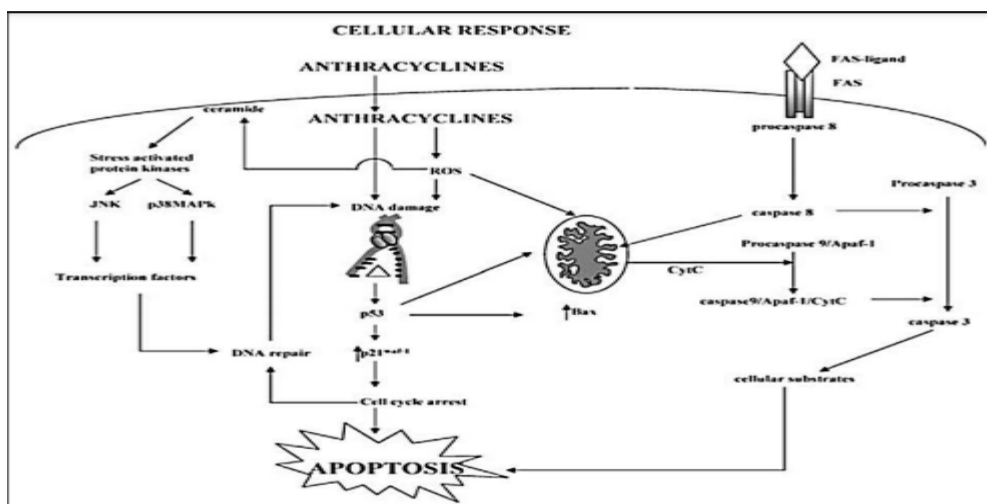 CELLULAR RESPONSE
ANTHRACYCLINES
FAS-ligand
FAS
ceramide
ANTHRACYCLINES
procaspase 8
Stress activated
protein kinases
ROS
Procaspase 3
JNK p38MAPk
DNA damage
caspase 8
Procaspase 9/Apaf-1
CytC
Transcription factors
caspase9/Apaf-1/CytC
p53
Bax
caspase 3
DNA repair
p21waf-1
cellular substrates
Cell cycle arrest
APOPTOSIS